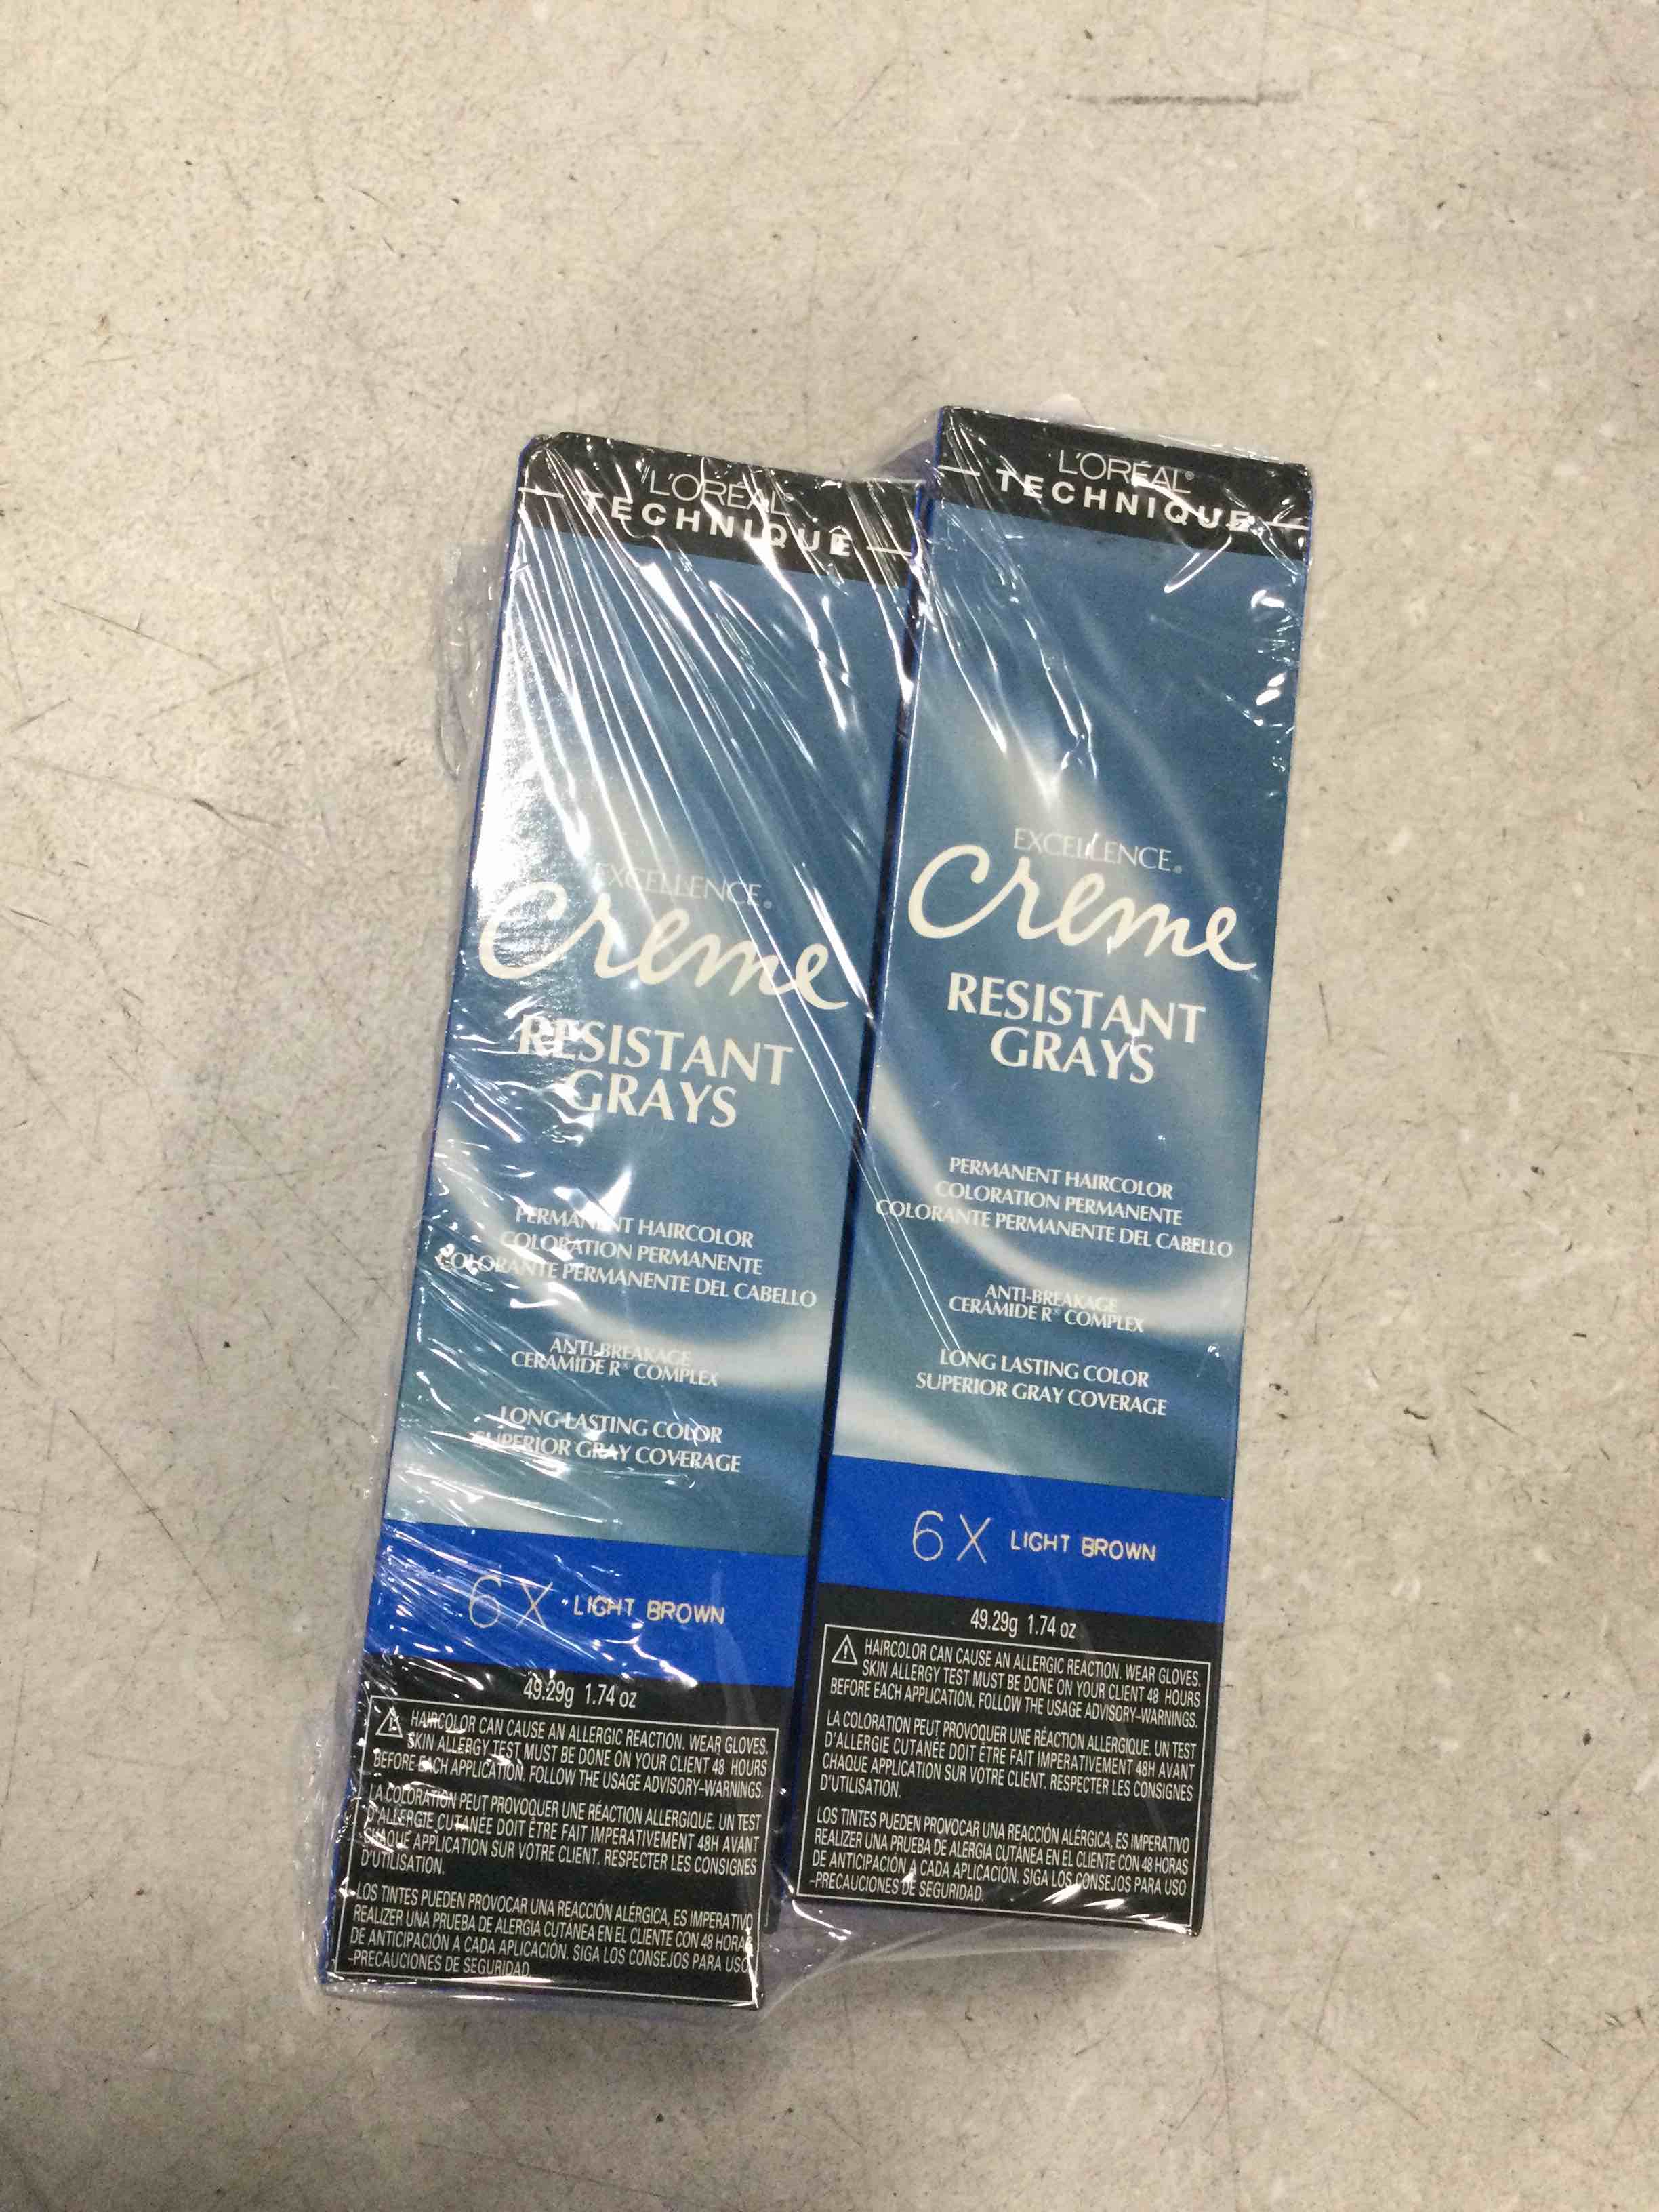 L'ORÉAL
TECHNIQUE
EXCELLENCE®
Creme
RESISTANT
GRAYS
PERMANENT HAIRCOLOR
COLORATION PERMANENTE
COLORANTE PERMANENTE DEL CABELLO
ANTI-BREAKAGE
CERAMIDE R® COMPLEX
LONG LASTING COLOR
SUPERIOR GRAY COVERAGE
6X LIGHT BROWN
49.29g 1.74 oz
⚠ HAIRCOLOR CAN CAUSE AN ALLERGIC REACTION. WEAR GLOVES.
SKIN ALLERGY TEST MUST BE DONE ON YOUR CLIENT 48 HOURS
BEFORE EACH APPLICATION. FOLLOW THE USAGE ADVISORY-WARNINGS.
LA COLORATION PEUT PROVOQUER UNE RÉACTION ALLERGIQUE. UN TEST
D'ALLERGIE CUTANÉE DOIT ÊTRE FAIT IMPERATIVEMENT 48H AVANT
CHAQUE APPLICATION SUR VOTRE CLIENT. RESPECTER LES CONSIGNES
D'UTILISATION.
LOS TINTES PUEDEN PROVOCAR UNA REACCIÓN ALÉRGICA, ES IMPERATIVO
REALIZER UNA PRUEBA DE ALERGIA CUTÁNEA EN EL CLIENTE CON 48 HORAS
DE ANTICIPACIÓN A CADA APLICACIÓN. SIGA LOS CONSEJOS PARA USO
-PRECAUCIONES DE SEGURIDAD.
L'ORÉAL®
TECHNIQUE
EXCELLENCE®
Creme
RESISTANT
GRAYS
PERMANENT HAIRCOLOR
COLORATION PERMANENTE
COLORANTE PERMANENTE DEL CABELLO
ANTI-BREAKAGE
CERAMIDE R® COMPLEX
LONG LASTING COLOR
SUPERIOR GRAY COVERAGE
6X LIGHT BROWN
49.29g 1.74 oz
⚠ HAIRCOLOR CAN CAUSE AN ALLERGIC REACTION. WEAR GLOVES.
SKIN ALLERGY TEST MUST BE DONE ON YOUR CLIENT 48 HOURS
BEFORE EACH APPLICATION. FOLLOW THE USAGE ADVISORY-WARNINGS.
LA COLORATION PEUT PROVOQUER UNE RÉACTION ALLERGIQUE. UN TEST
D'ALLERGIE CUTANÉE DOIT ÊTRE FAIT IMPERATIVEMENT 48H AVANT
CHAQUE APPLICATION SUR VOTRE CLIENT. RESPECTER LES CONSIGNES
D'UTILISATION.
LOS TINTES PUEDEN PROVOCAR UNA REACCIÓN ALÉRGICA, ES IMPERATIVO
REALIZER UNA PRUEBA DE ALERGIA CUTÁNEA EN EL CLIENTE CON 48 HORAS
DE ANTICIPACIÓN A CADA APLICACIÓN. SIGA LOS CONSEJOS PARA USO
-PRECAUCIONES DE SEGURIDAD.